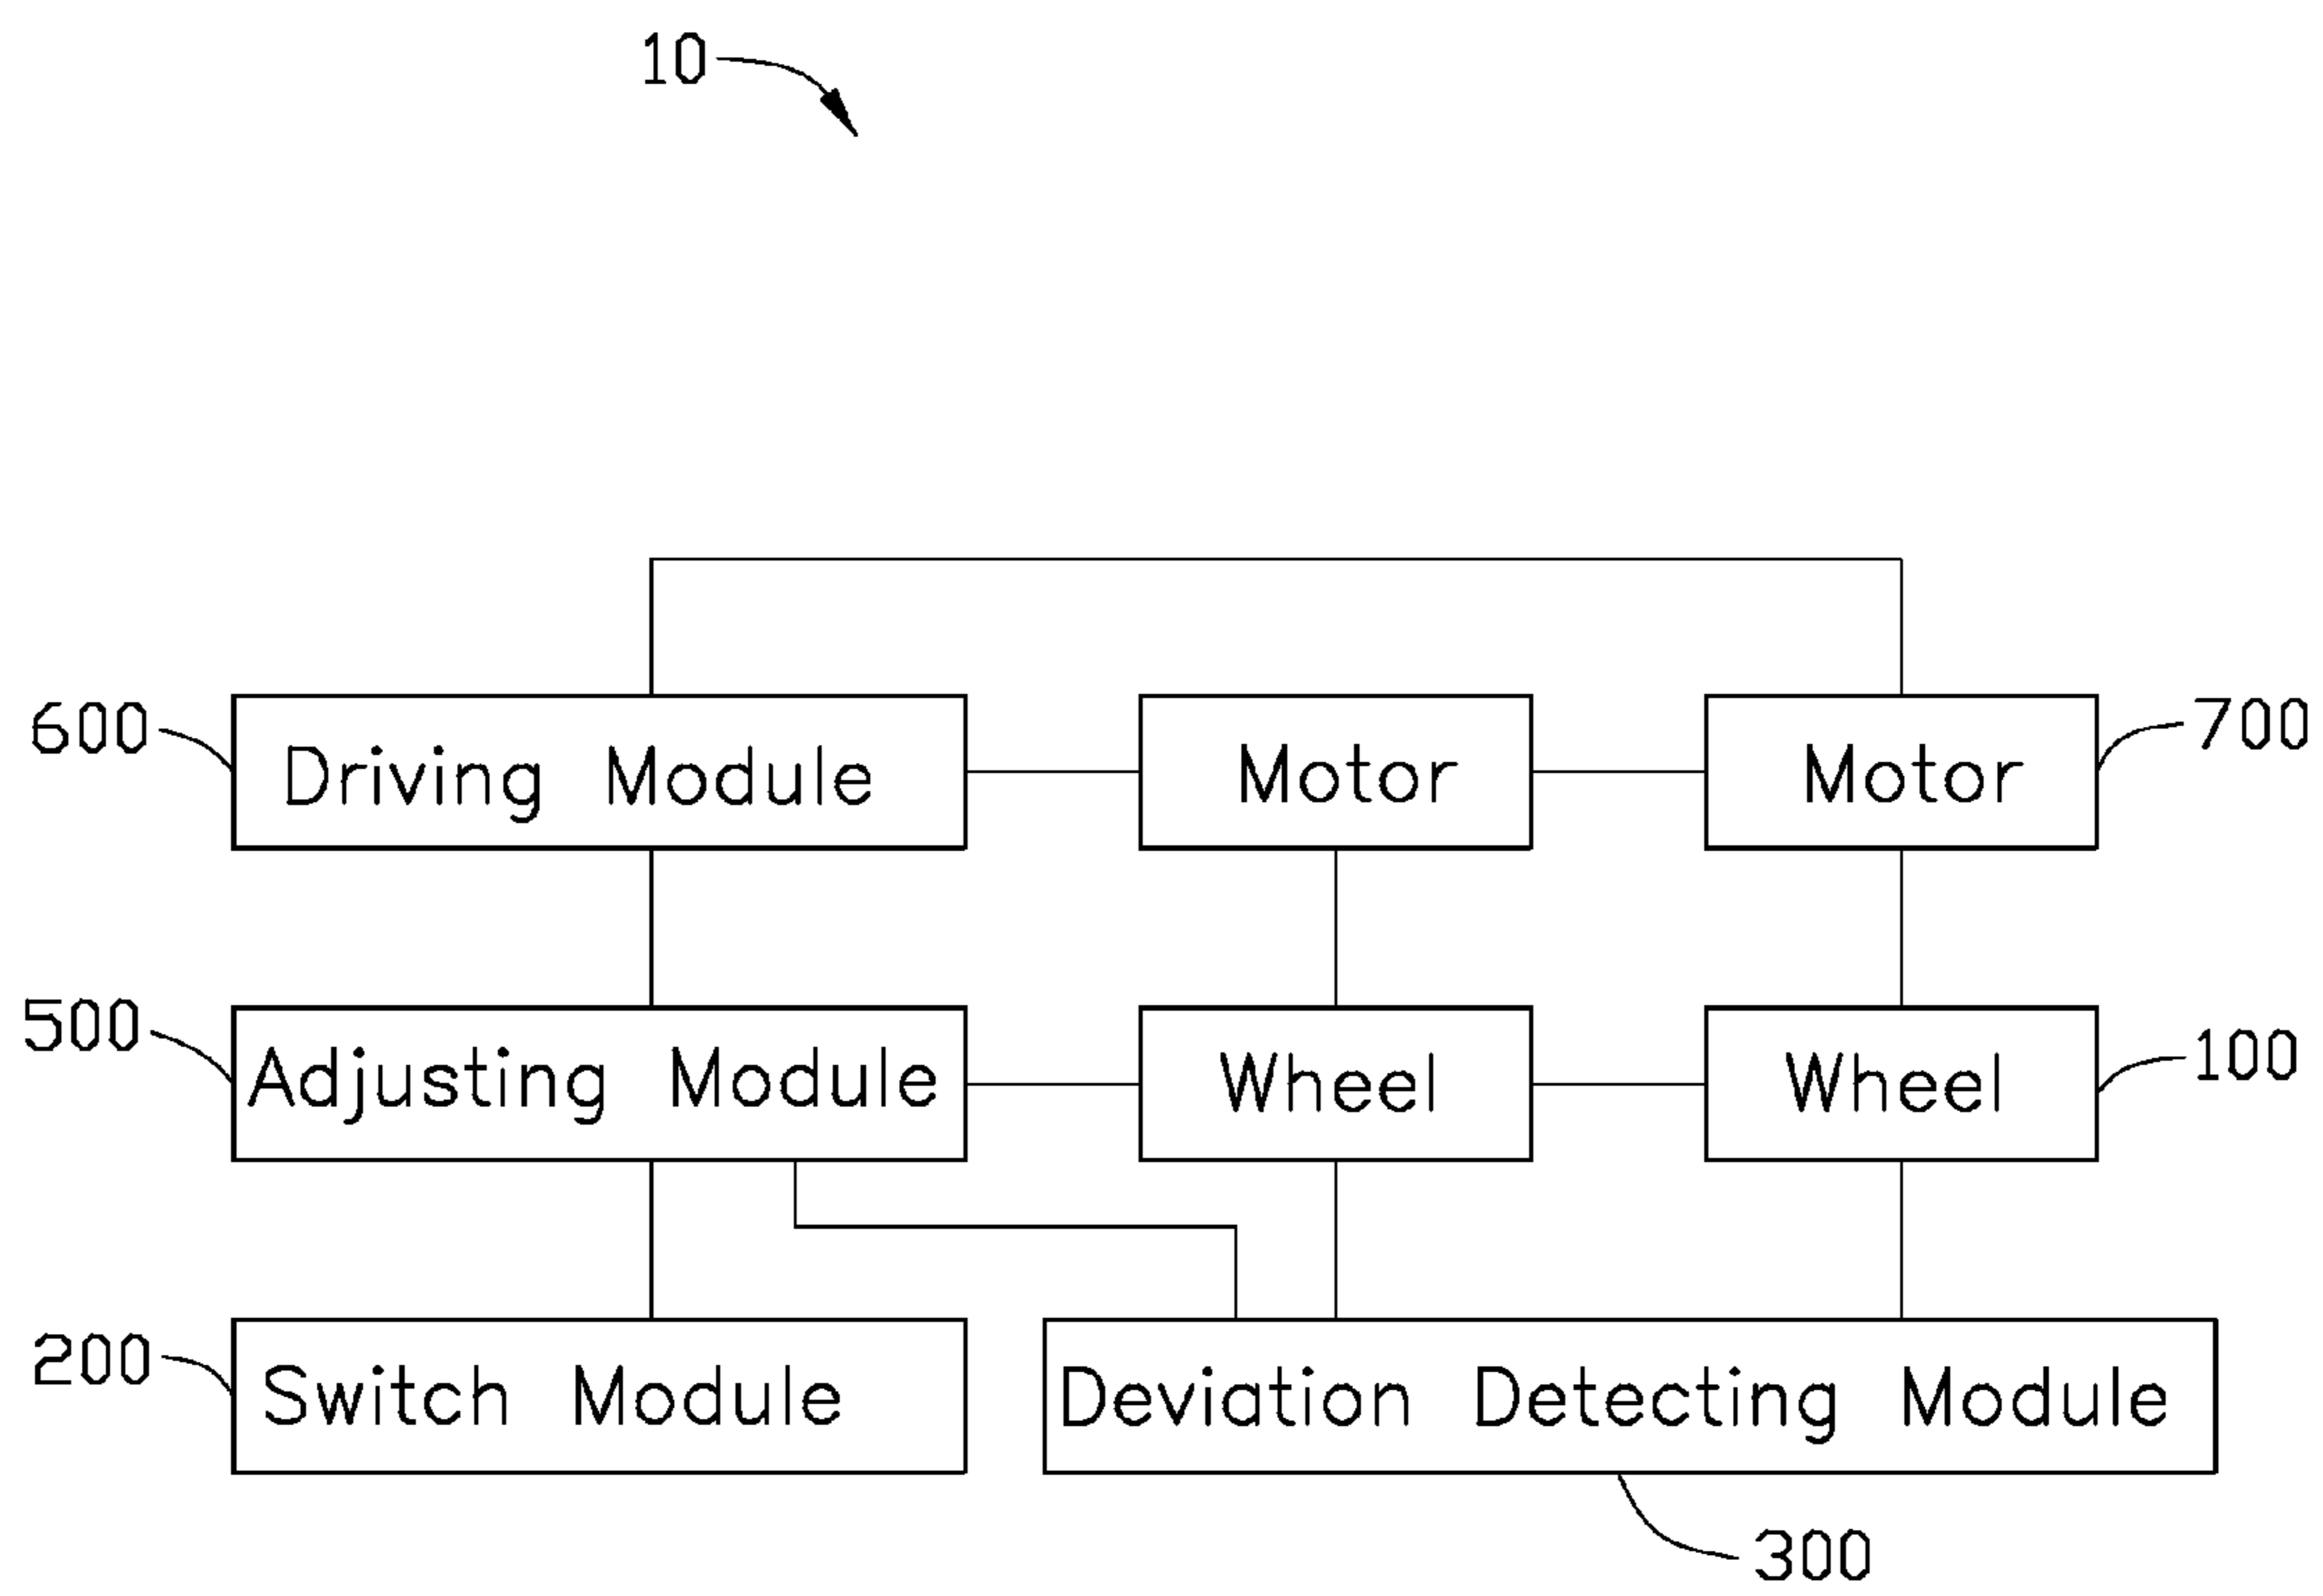 10
600 Driving Module Motor Motor 700
500 Adjusting Module Wheel Wheel 100
200 Switch Module Deviation Detecting Module
300